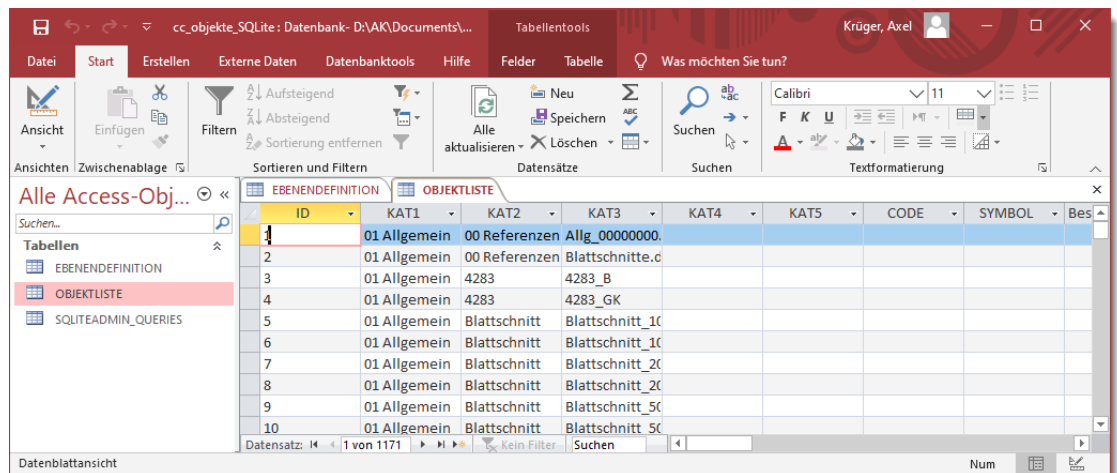 cc_objekte_SQLite : Datenbank- D:\AK\Documents\... Tabellentools Krüger, Axel
Datei Start Erstellen Externe Daten Datenbanktools Hilfe Felder Tabelle Was möchten Sie tun?
Ansicht
Einfügen
Filtern
Aufsteigend
Absteigend
Sortierung entfernen
Alle
aktualisieren
Neu
Speichern
Löschen
Suchen
Calibri 11
F K U
Ansichten Zwischenablage Sortieren und Filtern Datensätze Suchen Textformatierung
Alle Access-Obj...
Suchen...
Tabellen
EBENENDEFINITION
OBJEKTLISTE
SQLITEADMIN_QUERIES
EBENENDEFINITION OBJEKTLISTE
ID KAT1 KAT2 KAT3 KAT4 KAT5 CODE SYMBOL Bes
1 01 Allgemein 00 Referenzen Allg_00000000.
2 01 Allgemein 00 Referenzen Blattschnitte.d
3 01 Allgemein 4283 4283_B
4 01 Allgemein 4283 4283_GK
5 01 Allgemein Blattschnitt Blattschnitt_10
6 01 Allgemein Blattschnitt Blattschnitt_10
7 01 Allgemein Blattschnitt Blattschnitt_20
8 01 Allgemein Blattschnitt Blattschnitt_20
9 01 Allgemein Blattschnitt Blattschnitt_50
10 01 Allgemein Blattschnitt Blattschnitt_50
Datensatz: 1 von 1171 Kein Filter Suchen
Datenblattansicht Num